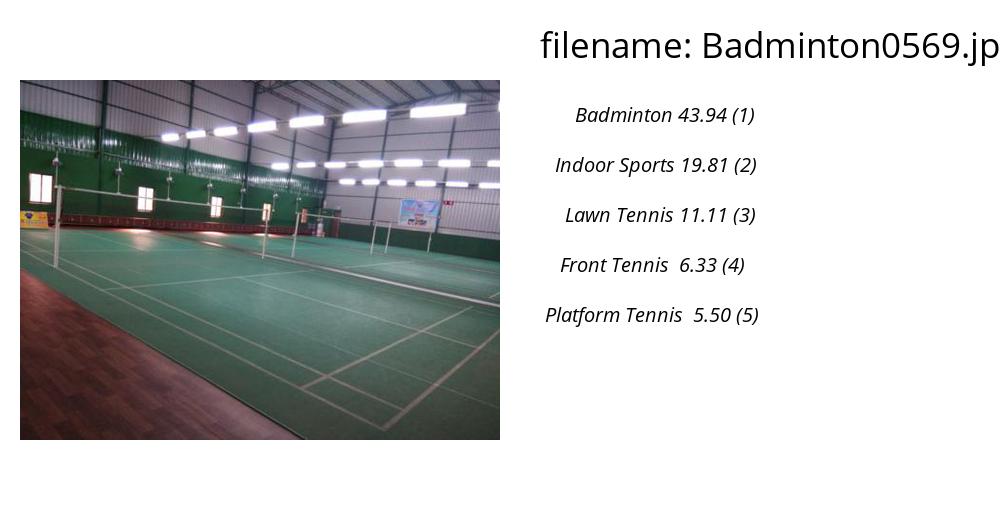 filename: Badminton0569.jp
Badminton 43.94 (1)
Indoor Sports 19.81 (2)
Lawn Tennis 11.11 (3)
Front Tennis 6.33 (4)
Platform Tennis 5.50 (5)